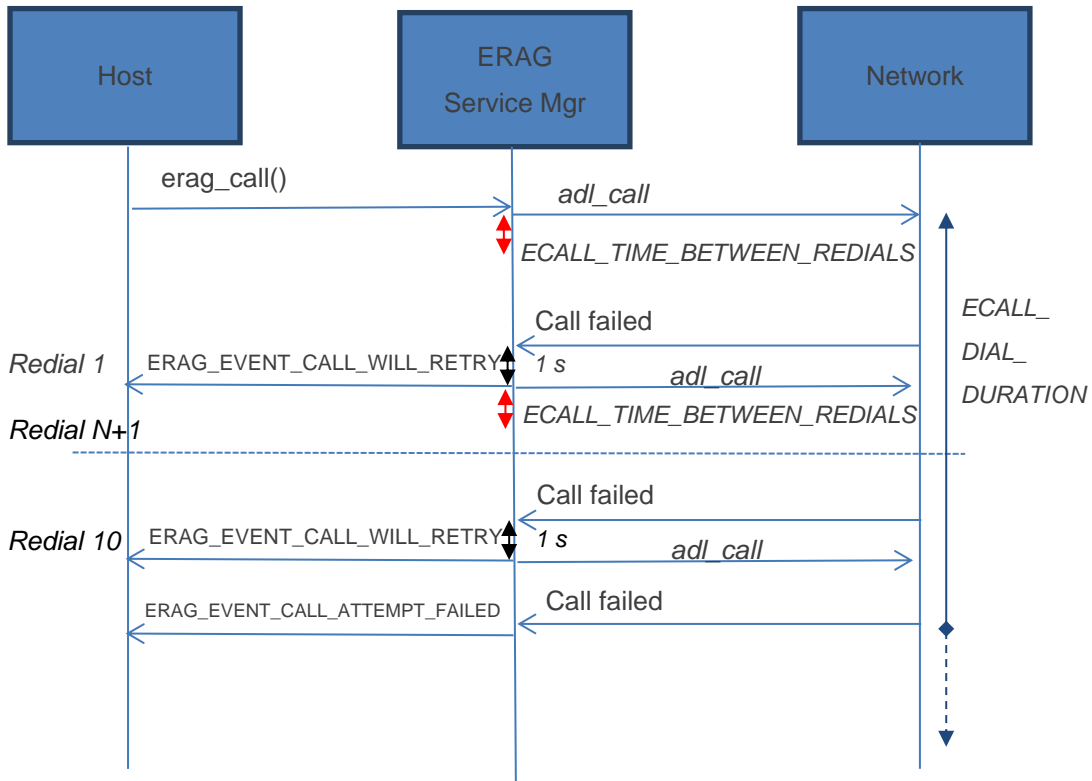 Host
ERAG
Service Mgr
Network
erag_call()
adl_call
ECALL_TIME_BETWEEN_REDIALS
ECALL_
DIAL_
DURATION
Call failed
Redial 1
ERAG_EVENT_CALL_WILL_RETRY
1 s
adl_call
ECALL_TIME_BETWEEN_REDIALS
Redial N+1
Call failed
Redial 10
ERAG_EVENT_CALL_WILL_RETRY
1 s
adl_call
ERAG_EVENT_CALL_ATTEMPT_FAILED
Call failed